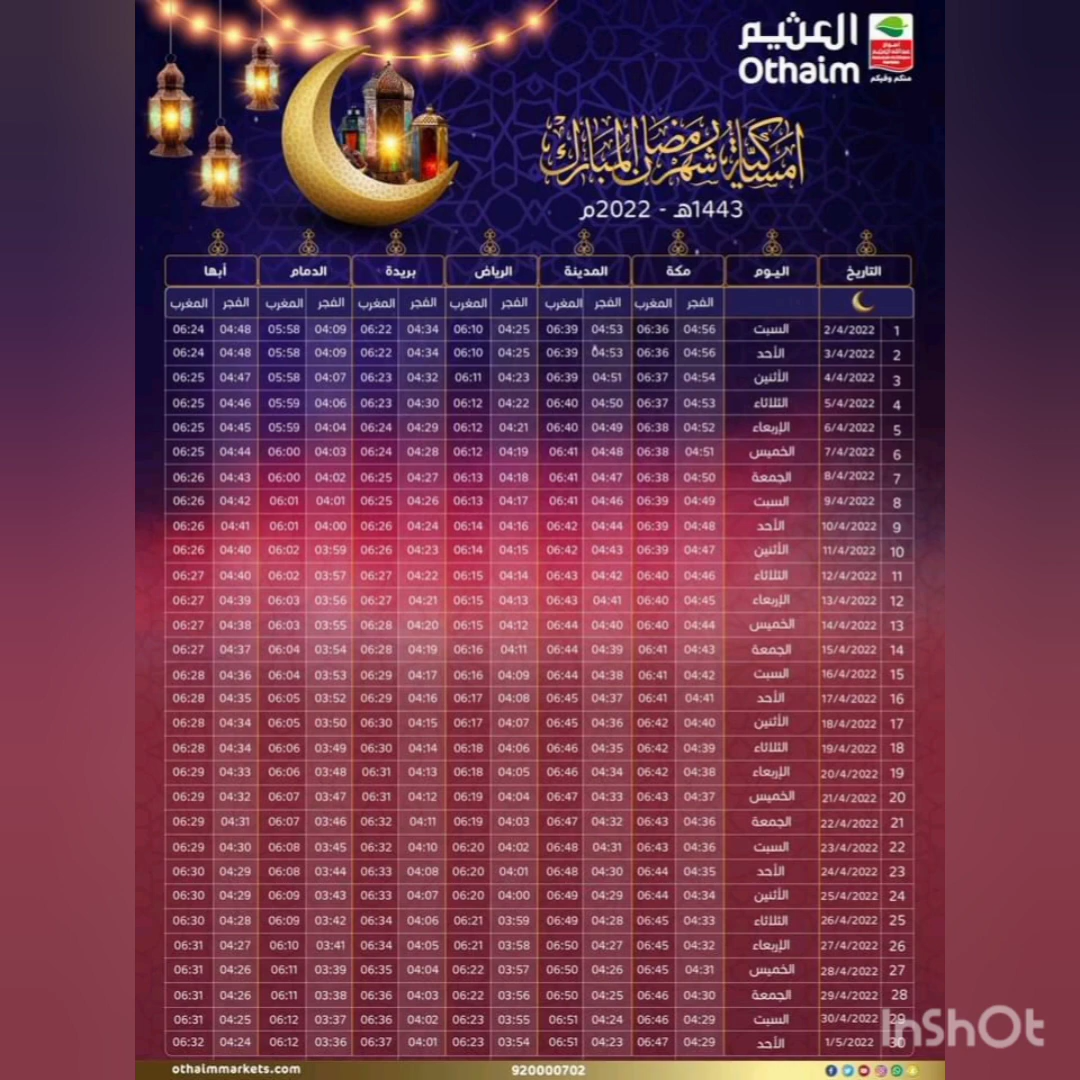 العثيم
Othaim
منكم وفيكم
امساكية شهر رمضان المبارك
1443هـ - 2022م
التاريخ اليوم مكة المدينة الرياض بريدة الدمام أبها
الفجر المغرب الفجر المغرب الفجر المغرب الفجر المغرب الفجر المغرب الفجر المغرب
1 2/4/2022 السبت 04:56 06:36 04:53 06:39 04:25 06:10 04:34 06:22 04:09 05:58 04:48 06:24
2 3/4/2022 الأحد 04:56 06:36 04:53 06:39 04:25 06:10 04:34 06:22 04:09 05:58 04:48 06:24
3 4/4/2022 الأثنين 04:54 06:37 04:51 06:39 04:23 06:11 04:32 06:23 04:07 05:58 04:47 06:25
4 5/4/2022 الثلاثاء 04:53 06:37 04:50 06:40 04:22 06:12 04:30 06:23 04:06 05:59 04:46 06:25
5 6/4/2022 الإربعاء 04:52 06:38 04:49 06:40 04:21 06:12 04:29 06:24 04:04 05:59 04:45 06:25
6 7/4/2022 الخميس 04:51 06:38 04:48 06:41 04:19 06:12 04:28 06:24 04:03 06:00 04:44 06:25
7 8/4/2022 الجمعة 04:50 06:38 04:47 06:41 04:18 06:13 04:27 06:25 04:02 06:00 04:43 06:26
8 9/4/2022 السبت 04:49 06:39 04:46 06:41 04:17 06:13 04:26 06:25 04:01 06:01 04:42 06:26
9 10/4/2022 الأحد 04:48 06:39 04:44 06:42 04:16 06:14 04:24 06:26 04:00 06:01 04:41 06:26
10 11/4/2022 الأثنين 04:47 06:39 04:43 06:42 04:15 06:14 04:23 06:26 03:59 06:02 04:40 06:26
11 12/4/2022 الثلاثاء 04:46 06:40 04:42 06:43 04:14 06:15 04:22 06:27 03:57 06:02 04:40 06:27
12 13/4/2022 الإربعاء 04:45 06:40 04:41 06:43 04:13 06:15 04:21 06:27 03:56 06:03 04:39 06:27
13 14/4/2022 الخميس 04:44 06:40 04:40 06:44 04:12 06:15 04:20 06:28 03:55 06:03 04:38 06:27
14 15/4/2022 الجمعة 04:43 06:41 04:39 06:44 04:11 06:16 04:19 06:28 03:54 06:04 04:37 06:27
15 16/4/2022 السبت 04:42 06:41 04:38 06:44 04:09 06:16 04:17 06:29 03:53 06:04 04:36 06:28
16 17/4/2022 الأحد 04:41 06:41 04:37 06:45 04:08 06:17 04:16 06:29 03:52 06:05 04:35 06:28
17 18/4/2022 الأثنين 04:40 06:42 04:36 06:45 04:07 06:17 04:15 06:30 03:50 06:05 04:34 06:28
18 19/4/2022 الثلاثاء 04:39 06:42 04:35 06:46 04:06 06:18 04:14 06:30 03:49 06:06 04:34 06:28
19 20/4/2022 الإربعاء 04:38 06:42 04:34 06:46 04:05 06:18 04:13 06:31 03:48 06:06 04:33 06:29
20 21/4/2022 الخميس 04:37 06:43 04:33 06:47 04:04 06:19 04:12 06:31 03:47 06:07 04:32 06:29
21 22/4/2022 الجمعة 04:36 06:43 04:32 06:47 04:03 06:19 04:11 06:32 03:46 06:07 04:31 06:29
22 23/4/2022 السبت 04:36 06:43 04:31 06:48 04:02 06:20 04:10 06:32 03:45 06:08 04:30 06:29
23 24/4/2022 الأحد 04:35 06:44 04:30 06:48 04:01 06:20 04:08 06:33 03:44 06:08 04:29 06:30
24 25/4/2022 الأثنين 04:34 06:44 04:29 06:49 04:00 06:20 04:07 06:33 03:43 06:09 04:29 06:30
25 26/4/2022 الثلاثاء 04:33 06:45 04:28 06:49 03:59 06:21 04:06 06:34 03:42 06:09 04:28 06:30
26 27/4/2022 الإربعاء 04:32 06:45 04:27 06:50 03:58 06:21 04:05 06:34 03:41 06:10 04:27 06:31
27 28/4/2022 الخميس 04:31 06:45 04:26 06:50 03:57 06:22 04:04 06:35 03:39 06:11 04:26 06:31
28 29/4/2022 الجمعة 04:30 06:46 04:25 06:50 03:56 06:22 04:03 06:36 03:38 06:11 04:26 06:31
29 30/4/2022 السبت 04:29 06:46 04:24 06:51 03:55 06:23 04:02 06:36 03:37 06:12 04:25 06:31
30 1/5/2022 الأحد 04:29 06:47 04:23 06:51 03:54 06:23 04:01 06:37 03:36 06:12 04:24 06:32
InShOt
othaimmarkets.com 920000702